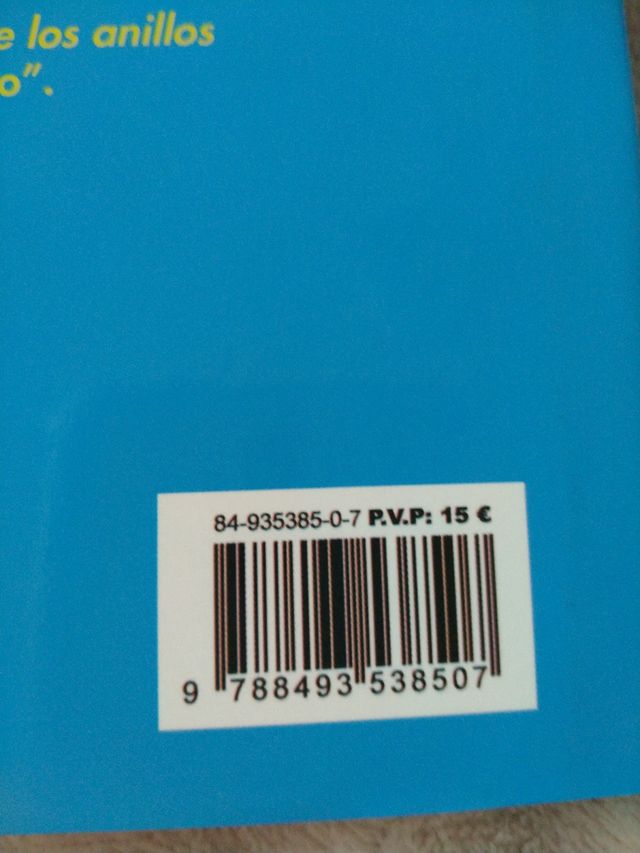 e los anillos
o".
84-935385-0-7 P.V.P: 15 €
9 788493 538507